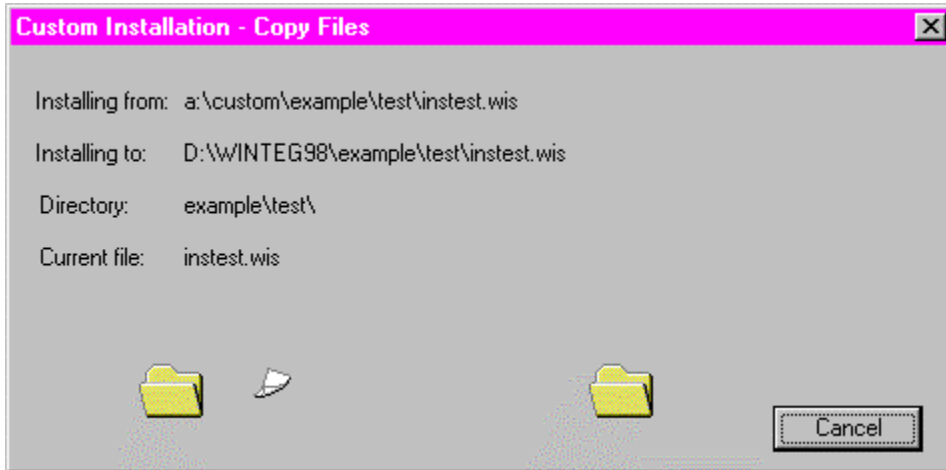 Custom Installation - Copy Files
Installing from: a:\custom\example\test\instest.wis
Installing to: D:\WINTEG98\example\test\instest.wis
Directory: example\test\
Current file: instest.wis
Cancel